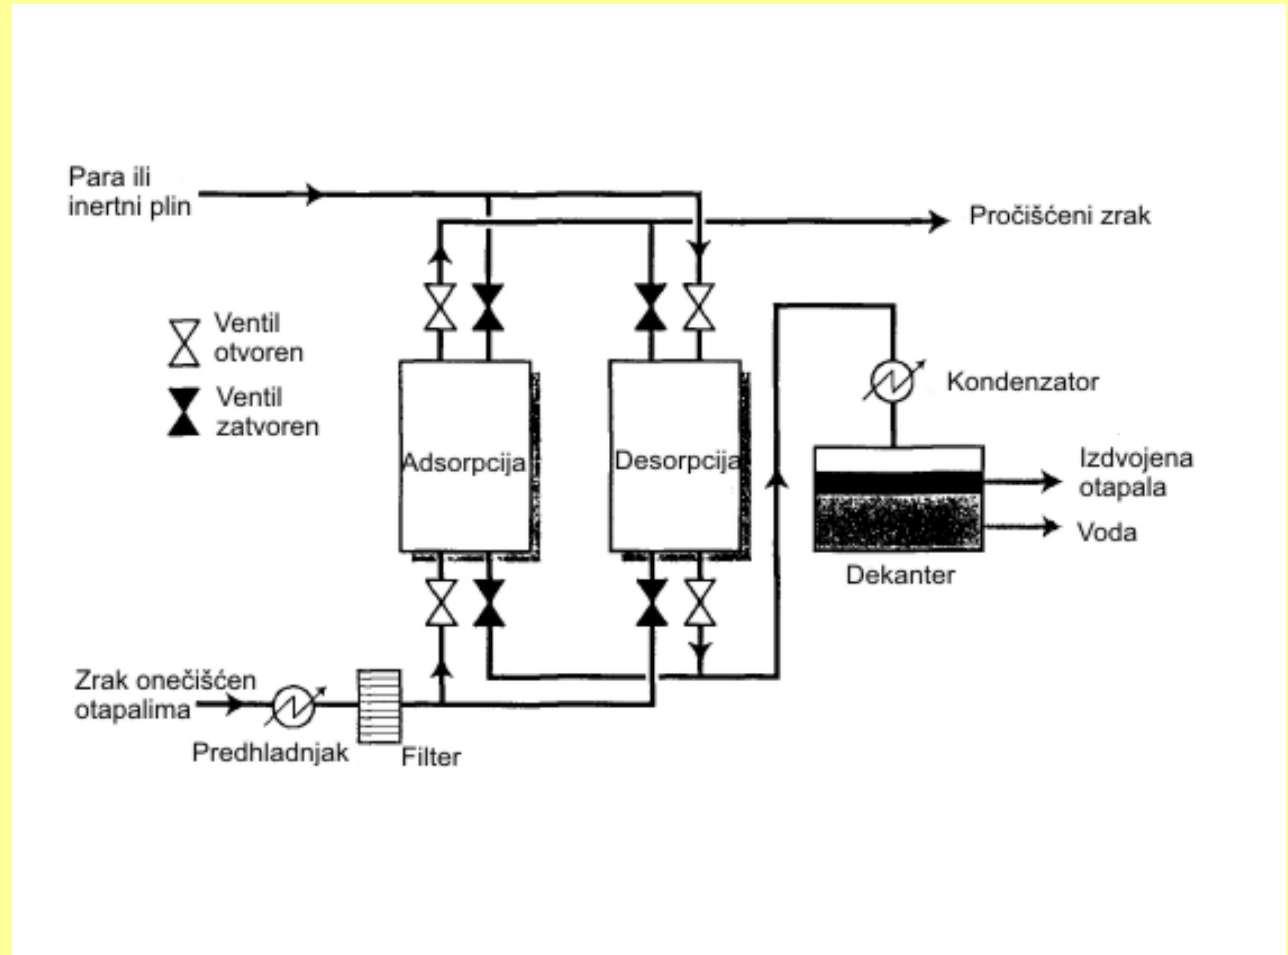 Para ili
inertni plin
Pročišćeni zrak
Ventil
otvoren
Ventil
zatvoren
Kondenzator
Adsorpcija
Desorpcija
Izdvojena
otapala
Voda
Dekanter
Zrak onečišćen
otapalima
Predhladnjak
Filter